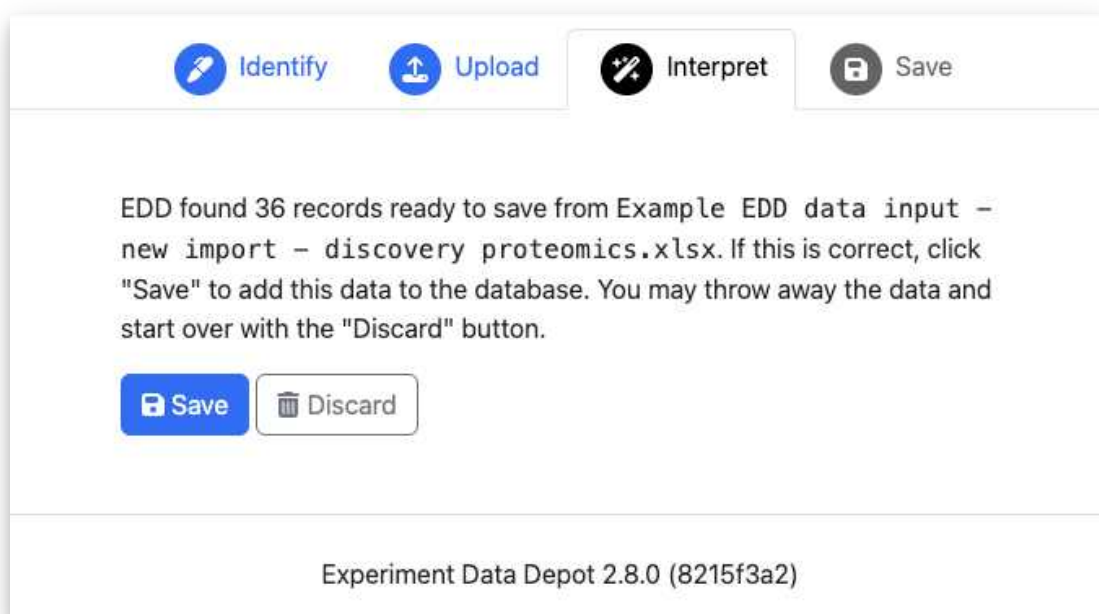 Identify Upload Interpret Save
EDD found 36 records ready to save from Example EDD data input –
new import – discovery proteomics.xlsx. If this is correct, click
"Save" to add this data to the database. You may throw away the data and
start over with the "Discard" button.
Save Discard
Experiment Data Depot 2.8.0 (8215f3a2)